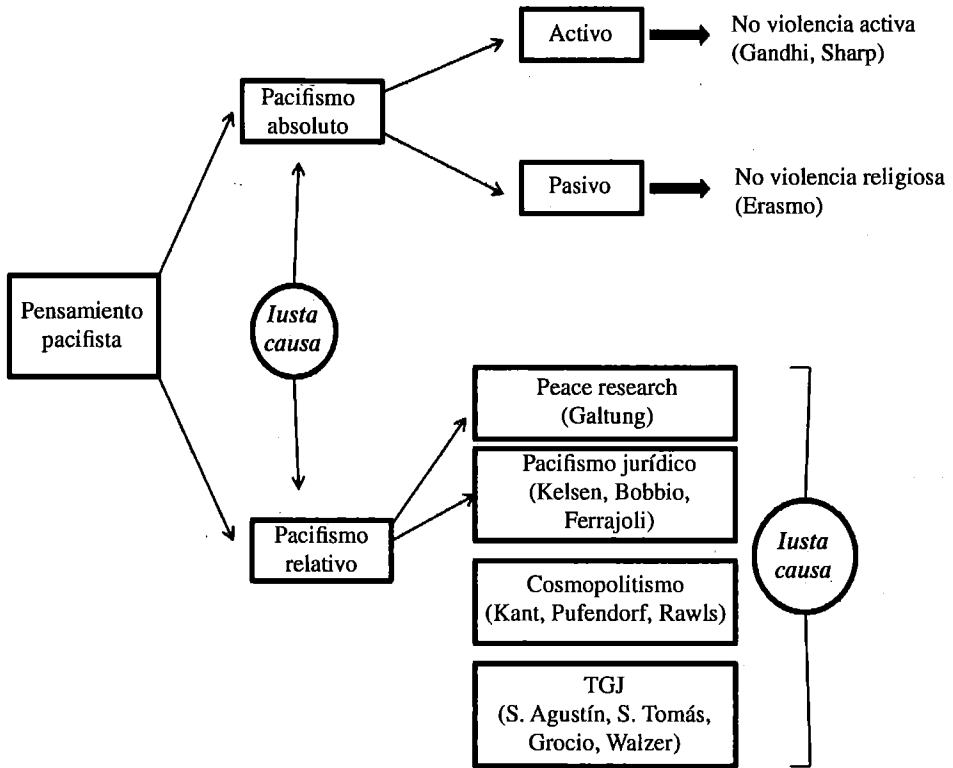 Activo
No violencia activa
(Gandhi, Sharp)
Pacifismo
absoluto
Pasivo
No violencia religiosa
(Erasmo)
Pensamiento
pacifista
Iusta
causa
Peace research
(Galtung)
Pacifismo jurídico
(Kelsen, Bobbio,
Ferrajoli)
Pacifismo
relativo
Iusta
causa
Cosmopolitismo
(Kant, Pufendorf, Rawls)
TGJ
(S. Agustín, S. Tomás,
Grocio, Walzer)